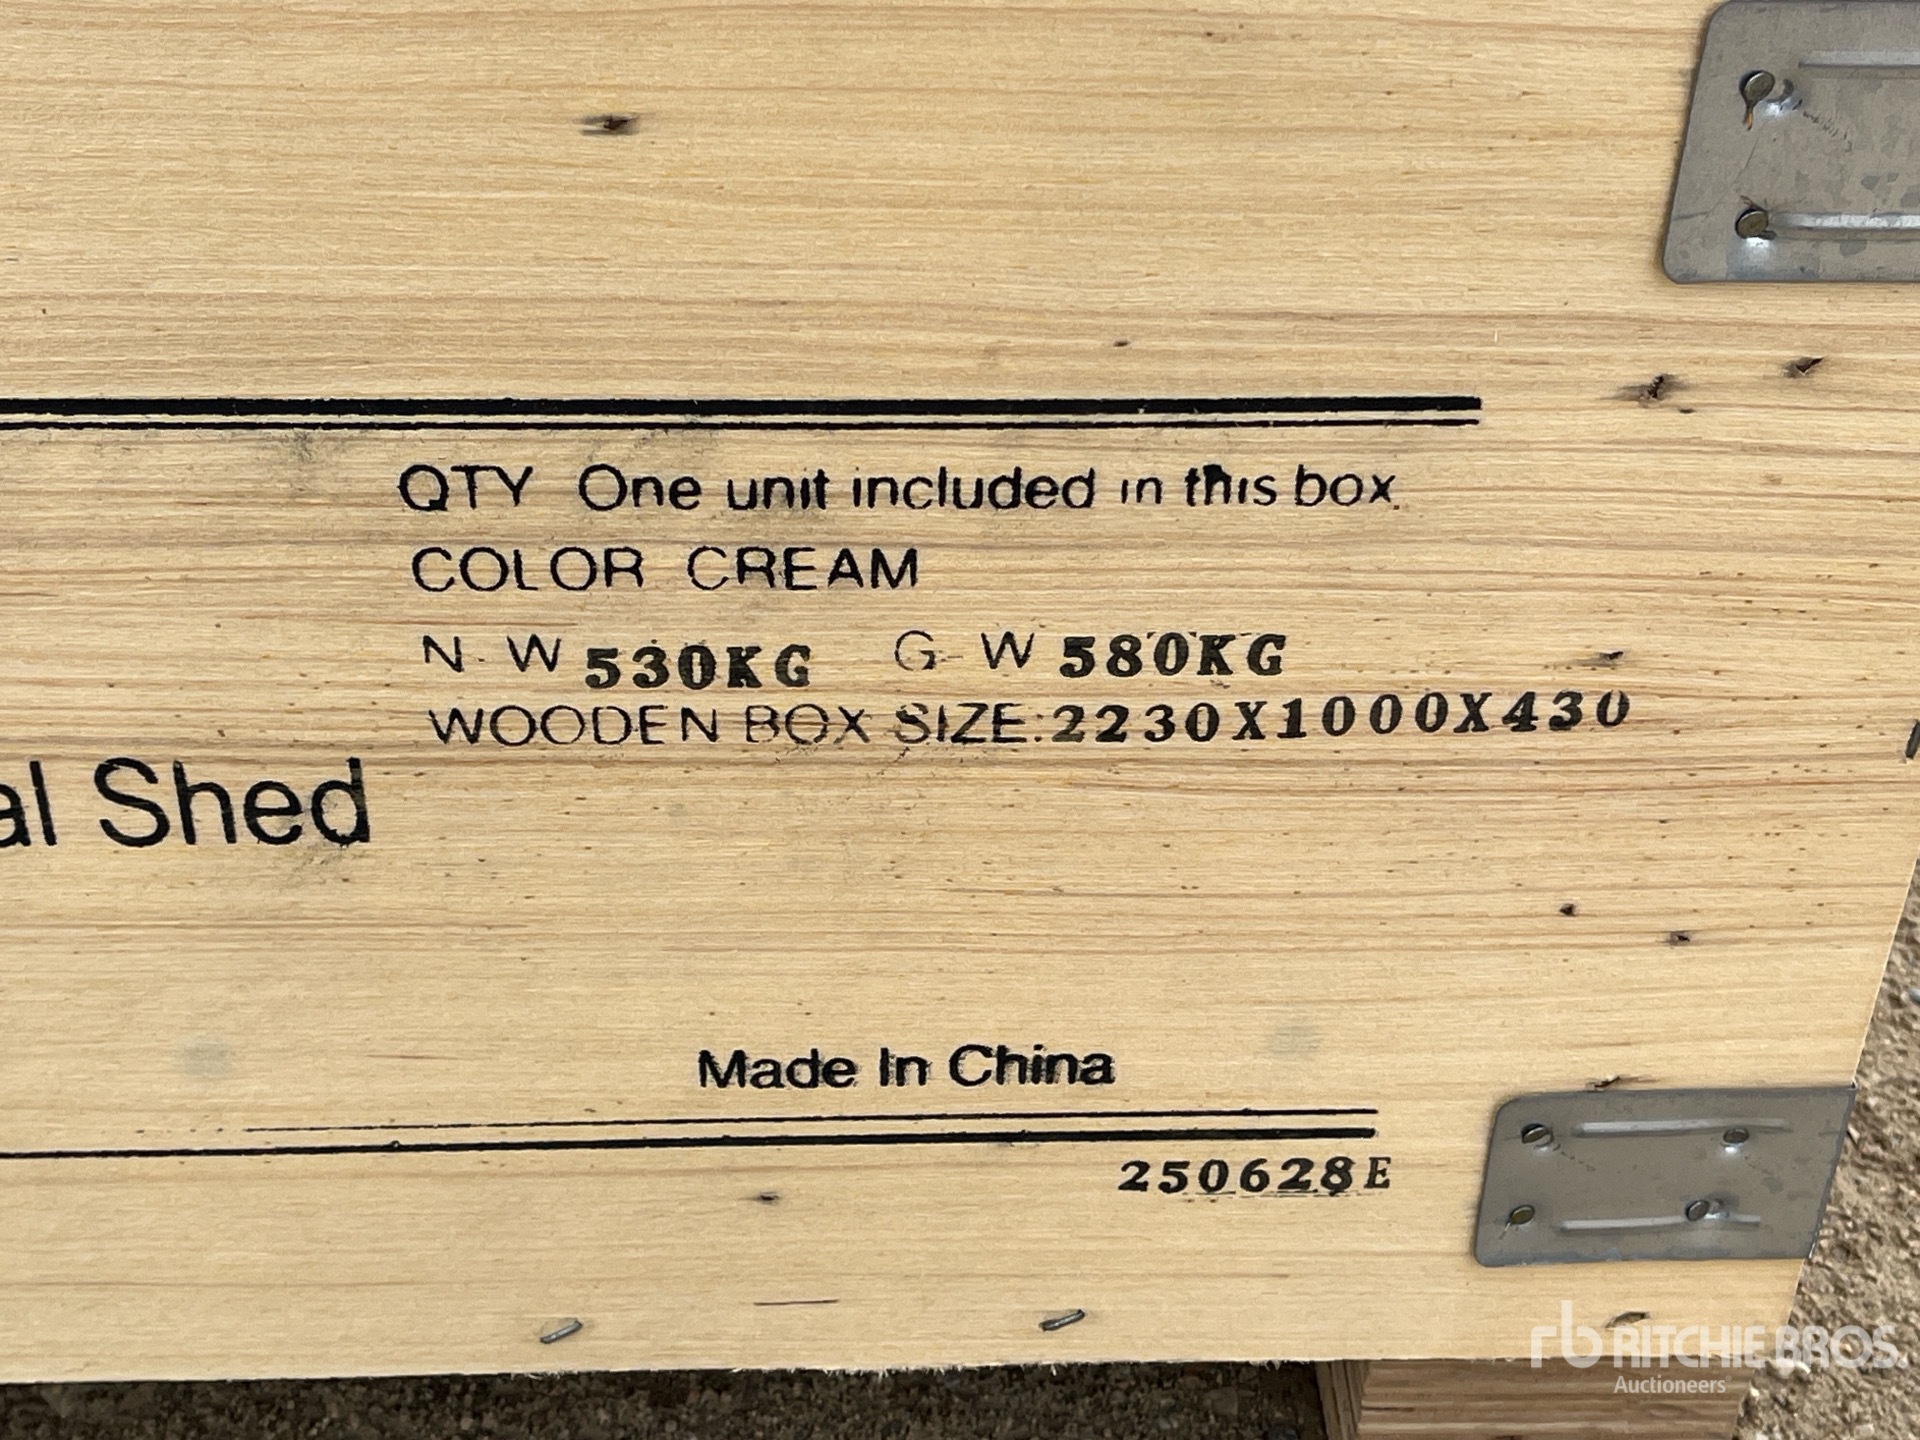 QTY One unit included in this box.
COLOR CREAM
N. W 530KG G. W 580KG
WOODEN BOX SIZE:2230X1000X430
al Shed
Made In China
250628E
rb RITCHIE BROS.
Auctioneers